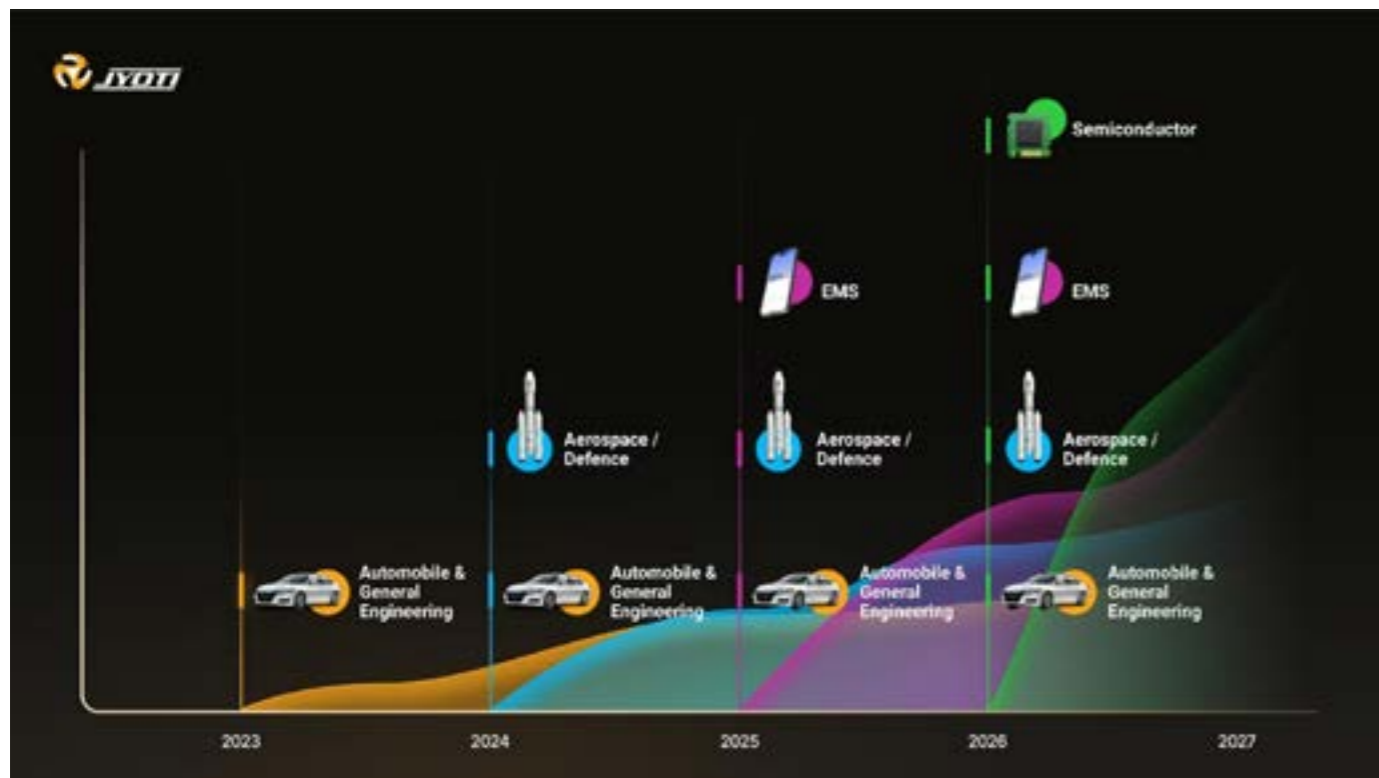 JYOTI
Semiconductor
EMS
EMS
Aerospace /
Defence
Aerospace /
Defence
Aerospace /
Defence
Automobile &
General
Engineering
Automobile &
General
Engineering
Automobile &
General
Engineering
Automobile &
General
Engineering
2023
2024
2025
2026
2027